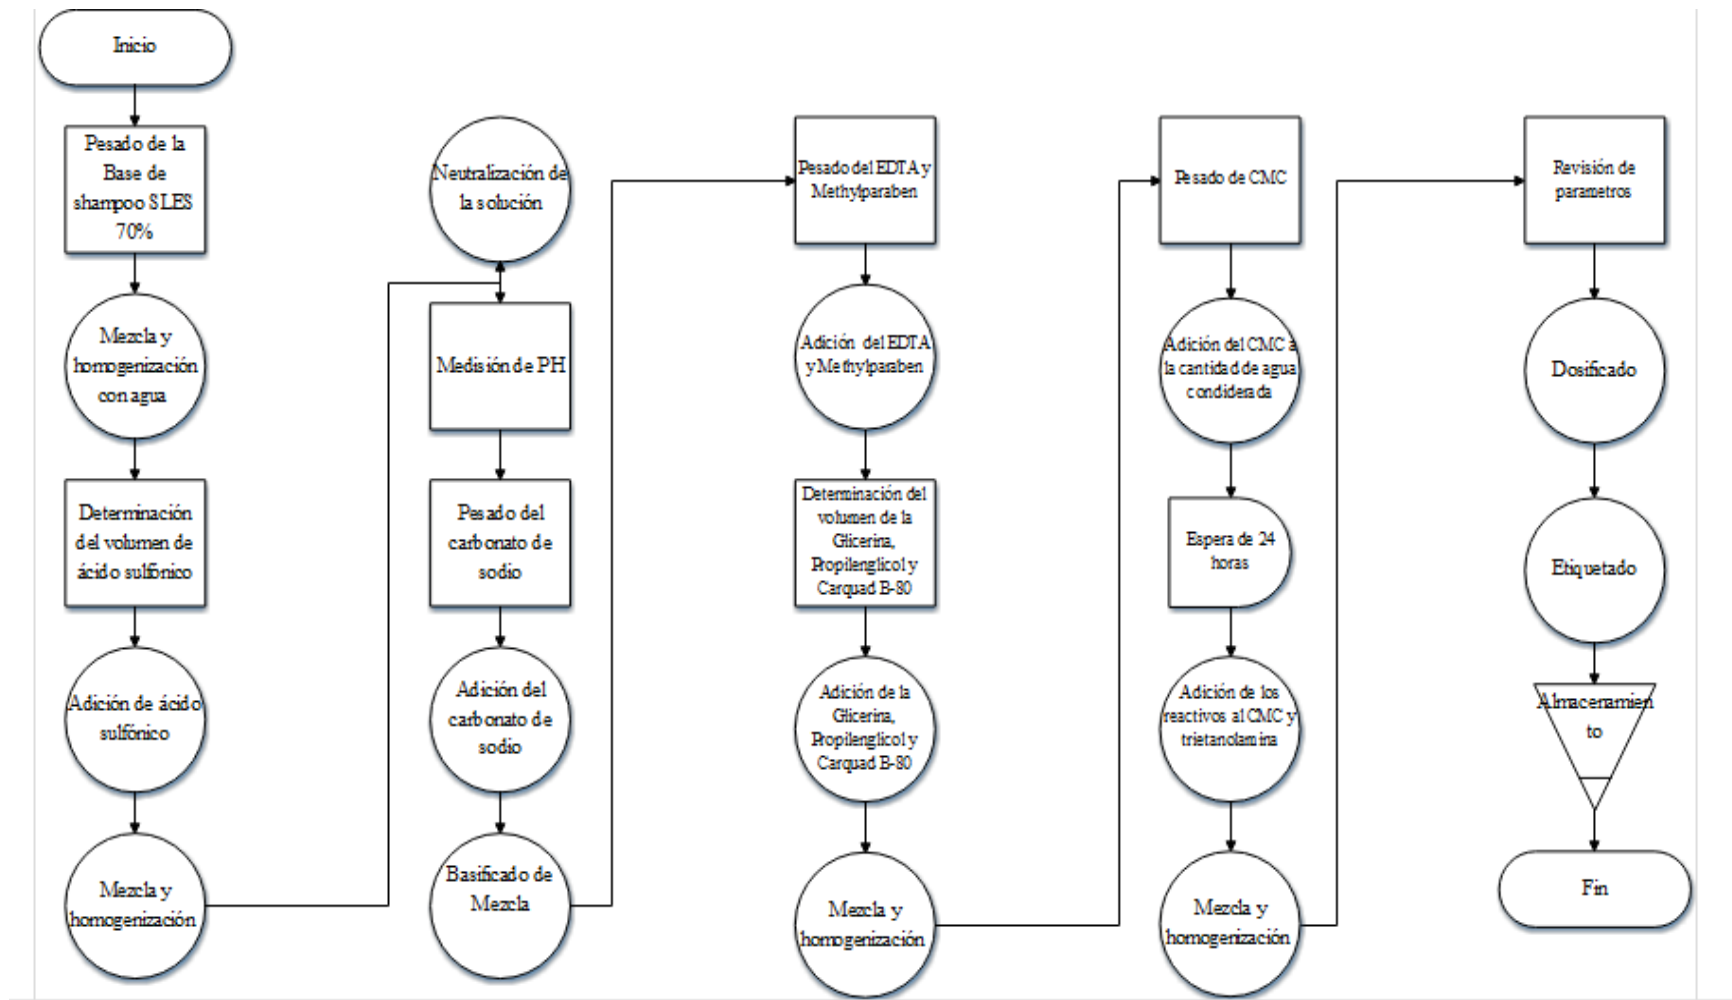 Inicio
Pesado de la
Base de
shampoo SLES
70%
Mezcla y
homogenización
con agua
Determinación
del volumen de
ácido sulfónico
Adición de ácido
sulfónico
Mezcla y
homogenización
Neutralización de
la solución
Medisión de PH
Pesado del
carbonato de
sodio
Adición del
carbonato de
sodio
Basificado de
Mezcla
Pesado del EDTA y
Methylparaben
Adición del EDTA
y Methylparaben
Determinación del
volumen de la
Glicerina,
Propilenglicol y
Carquad B-80
Adición de la
Glicerina,
Propilenglicol y
Carquad B-80
Mezcla y
homogenización
Pesado de CMC
Adición del CMC a
la cantidad de agua
condiderada
Espera de 24
horas
Adición de los
reactivos al CMC y
trietanolamina
Mezcla y
homogenización
Revisión de
parametros
Dosificado
Etiquetado
Almacenamien
to
Fin